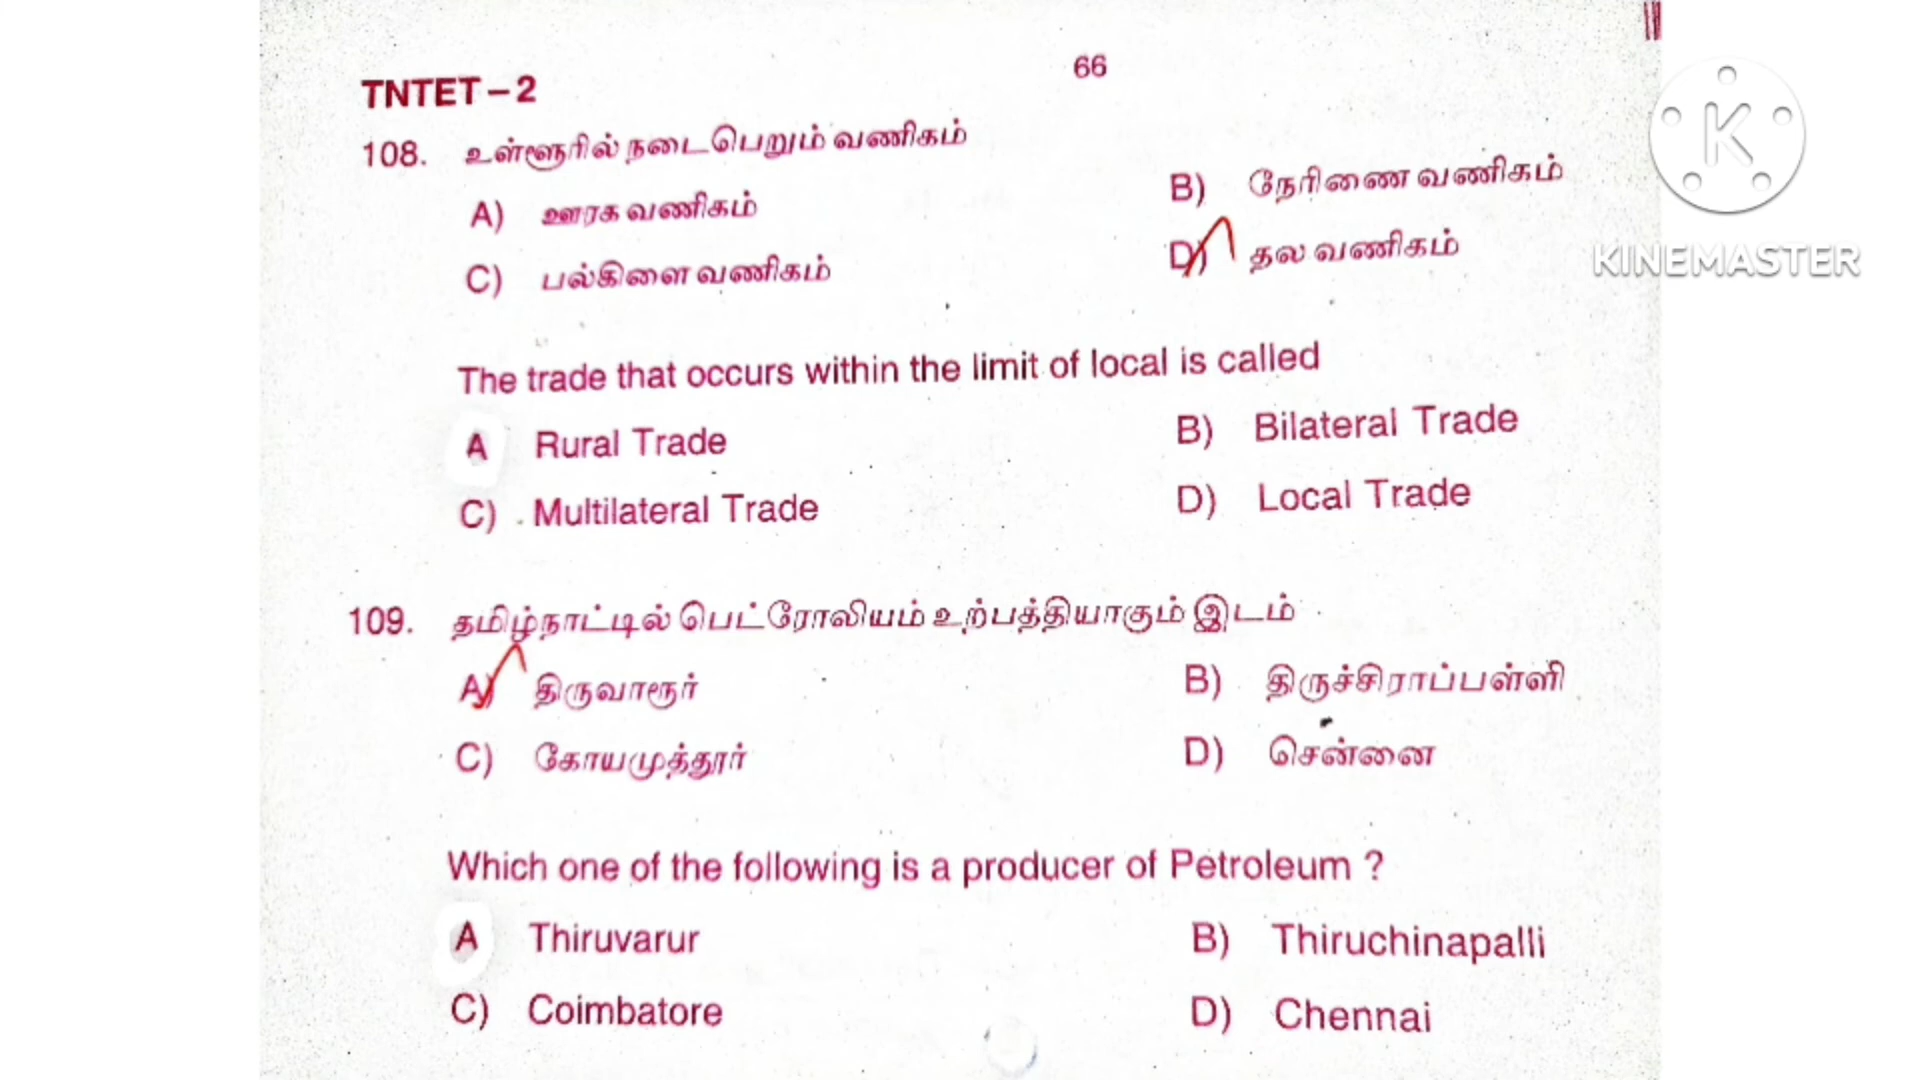 66
TNTET – 2
108. உள்ளூரில் நடைபெறும் வணிகம்
A) ஊரக வணிகம்
B) நேரிணை வணிகம்
C) பல்கிளை வணிகம்
D) தல வணிகம்
The trade that occurs within the limit of local is called
A Rural Trade
B) Bilateral Trade
C) Multilateral Trade
D) Local Trade
109. தமிழ்நாட்டில் பெட்ரோலியம் உற்பத்தியாகும் இடம்
A) திருவாரூர்
B) திருச்சிராப்பள்ளி
C) கோயமுத்தூர்
D) சென்னை
Which one of the following is a producer of Petroleum ?
A Thiruvarur
B) Thiruchinapalli
C) Coimbatore
D) Chennai
K
KINEMASTER